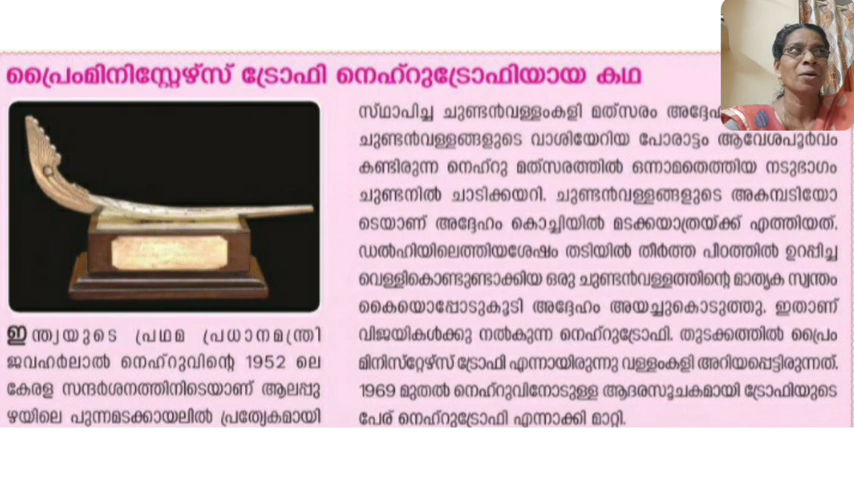 പ്രൈംമിനിസ്റ്റേഴ്സ് ട്രോഫി നെഹ്റുട്രോഫിയായ കഥ
ഇന്ത്യയുടെ പ്രഥമ പ്രധാനമന്ത്രി
ജവഹർലാൽ നെഹ്റുവിന്റെ 1952 ലെ
കേരള സന്ദർശനത്തിനിടെയാണ് ആലപ്പു
ഴയിലെ പുന്നമടക്കായലിൽ പ്രത്യേകമായി
സ്ഥാപിച്ച ചുണ്ടൻവള്ളംകളി മത്സരം
ചുണ്ടൻവള്ളങ്ങളുടെ വാശിയേറിയ പോരാട്ടം ആവേശപൂർവം
കണ്ടിരുന്ന നെഹ്റു മത്സരത്തിൽ ഒന്നാമതെത്തിയ നടുഭാഗം
ചുണ്ടനിൽ ചാടിക്കയറി. ചുണ്ടൻവള്ളങ്ങളുടെ അകമ്പടിയോ
ടെയാണ് അദ്ദേഹം കൊച്ചിയിൽ മടക്കയാത്രയ്ക്ക് എത്തിയത്.
ഡൽഹിയിലെത്തിയശേഷം തടിയിൽ തീർത്ത പീഠത്തിൽ ഉറപ്പിച്ച
വെള്ളികൊണ്ടുണ്ടാക്കിയ ഒരു ചുണ്ടൻവള്ളത്തിന്റെ മാതൃക സ്വന്തം
കൈയൊപ്പോടുകൂടി അദ്ദേഹം അയച്ചുകൊടുത്തു. ഇതാണ്
വിജയികൾക്കു നൽകുന്ന നെഹ്റുട്രോഫി. തുടക്കത്തിൽ പ്രൈം
മിനിസ്റ്റേഴ്സ് ട്രോഫി എന്നായിരുന്നു വള്ളംകളി അറിയപ്പെട്ടിരുന്നത്.
1969 മുതൽ നെഹ്റുവിനോടുള്ള ആദരസൂചകമായി ട്രോഫിയുടെ
പേര് നെഹ്റുട്രോഫി എന്നാക്കി മാറ്റി.